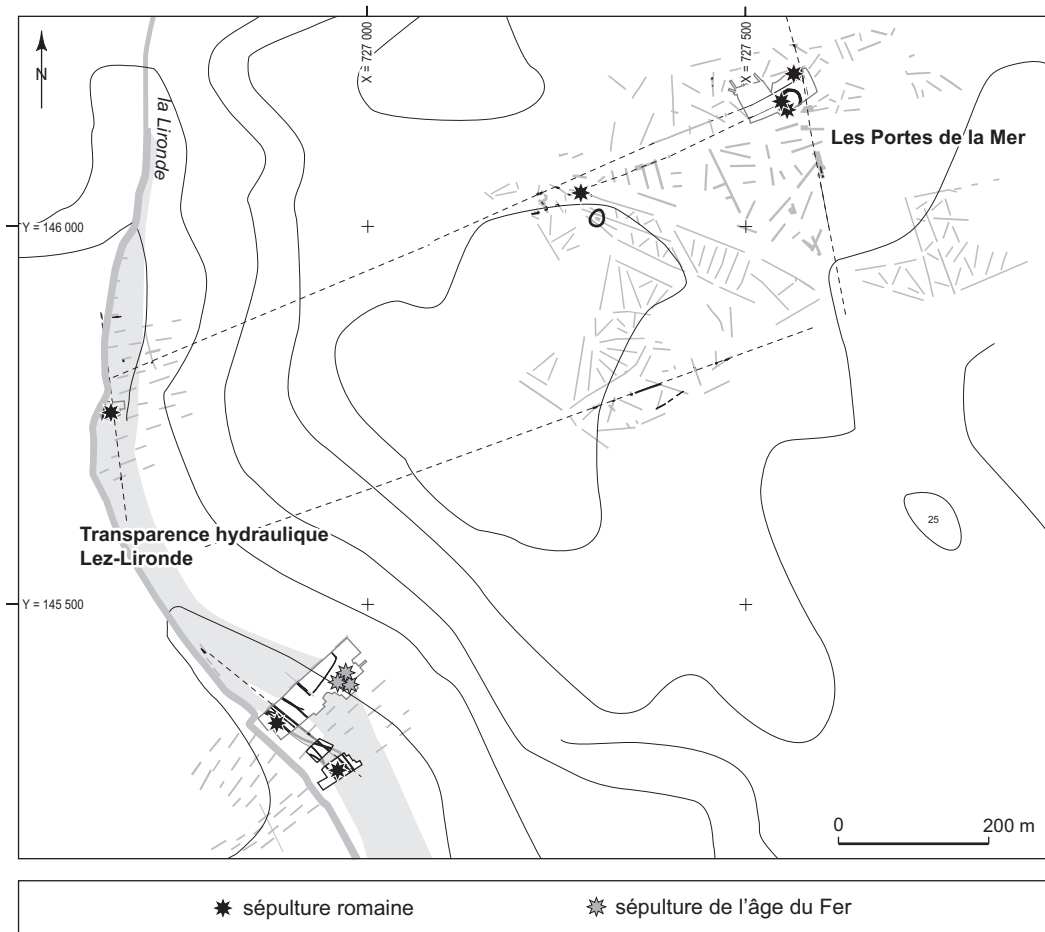 N
la Lironde
X = 727 000
X = 727 500
Les Portes de la Mer
Y = 146 000
25
Transparence hydraulique
Lez-Lironde
Y = 145 500
0 200 m
sépulture romaine
sépulture de l'âge du Fer